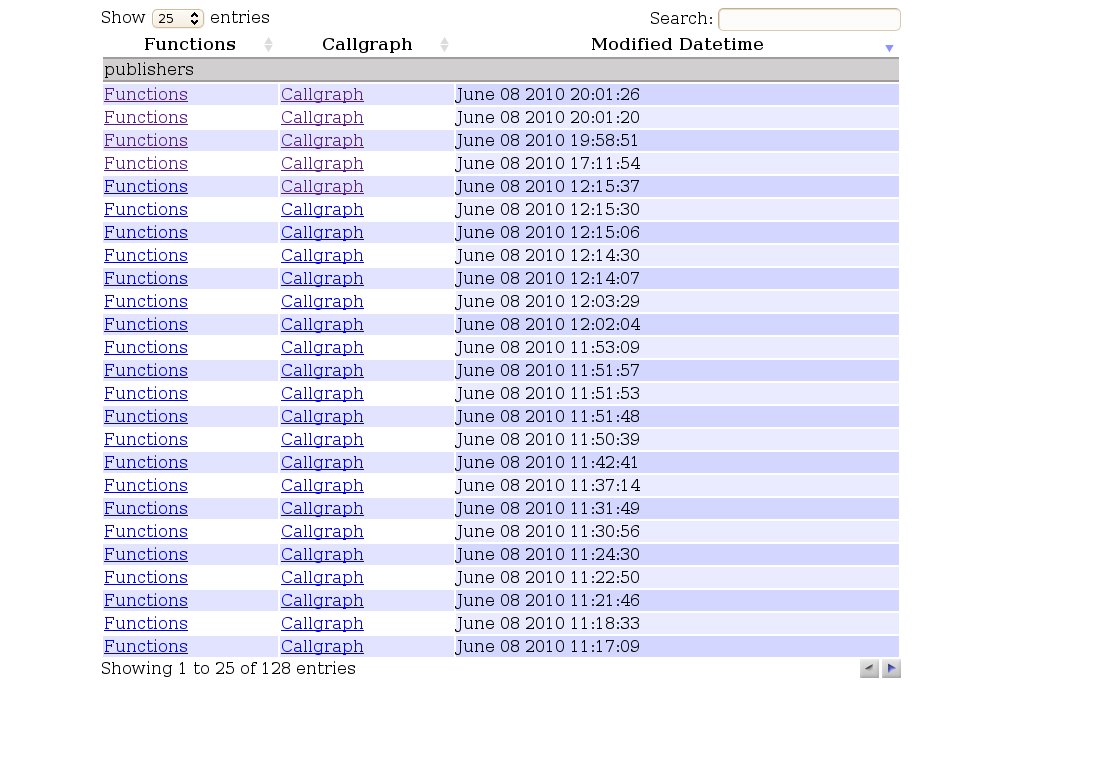 Show 25 entries Search:
Functions Callgraph Modified Datetime
publishers
Functions Callgraph June 08 2010 20:01:26
Functions Callgraph June 08 2010 20:01:20
Functions Callgraph June 08 2010 19:58:51
Functions Callgraph June 08 2010 17:11:54
Functions Callgraph June 08 2010 12:15:37
Functions Callgraph June 08 2010 12:15:30
Functions Callgraph June 08 2010 12:15:06
Functions Callgraph June 08 2010 12:14:30
Functions Callgraph June 08 2010 12:14:07
Functions Callgraph June 08 2010 12:03:29
Functions Callgraph June 08 2010 12:02:04
Functions Callgraph June 08 2010 11:53:09
Functions Callgraph June 08 2010 11:51:57
Functions Callgraph June 08 2010 11:51:53
Functions Callgraph June 08 2010 11:51:48
Functions Callgraph June 08 2010 11:50:39
Functions Callgraph June 08 2010 11:42:41
Functions Callgraph June 08 2010 11:37:14
Functions Callgraph June 08 2010 11:31:49
Functions Callgraph June 08 2010 11:30:56
Functions Callgraph June 08 2010 11:24:30
Functions Callgraph June 08 2010 11:22:50
Functions Callgraph June 08 2010 11:21:46
Functions Callgraph June 08 2010 11:18:33
Functions Callgraph June 08 2010 11:17:09
Showing 1 to 25 of 128 entries